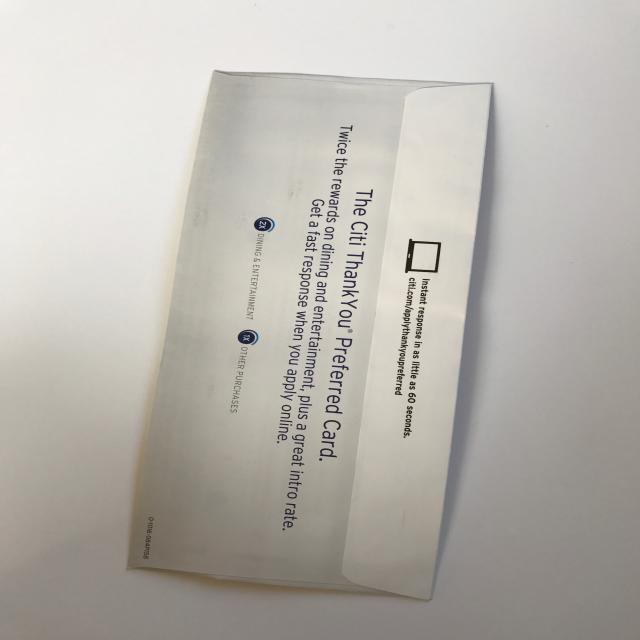 Instant response in as little as 60 seconds.
citi.com/applythankyoupreferred
The Citi ThankYou® Preferred Card.
Twice the rewards on dining and entertainment, plus a great intro rate.
Get a fast response when you apply online.
2X DINING & ENTERTAINMENT
1X OTHER PURCHASES